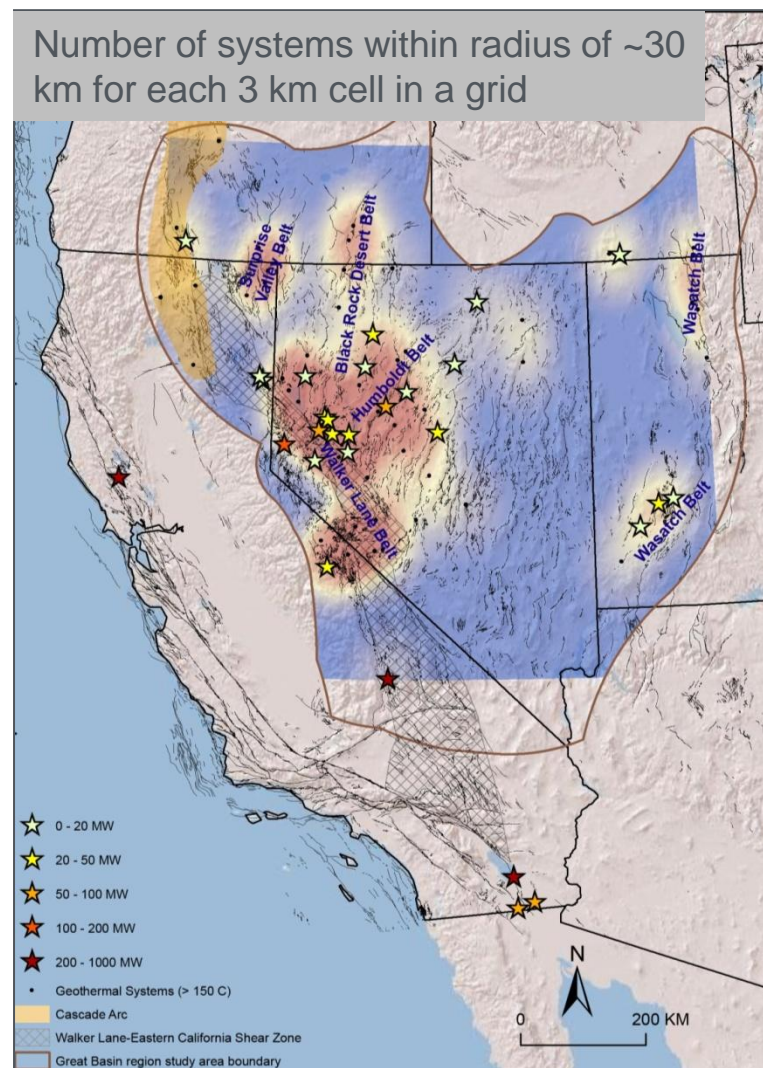 Number of systems within radius of ~30
km for each 3 km cell in a grid
Surprise
Valley Belt
Black Rock Desert Belt
Wasatch Belt
Humboldt Belt
Walker Lane Belt
Wasatch Belt
0 - 20 MW
20 - 50 MW
50 - 100 MW
100 - 200 MW
200 - 1000 MW
Geothermal Systems (> 150 C)
Cascade Arc
Walker Lane-Eastern California Shear Zone
Great Basin region study area boundary
N
0 200 KM